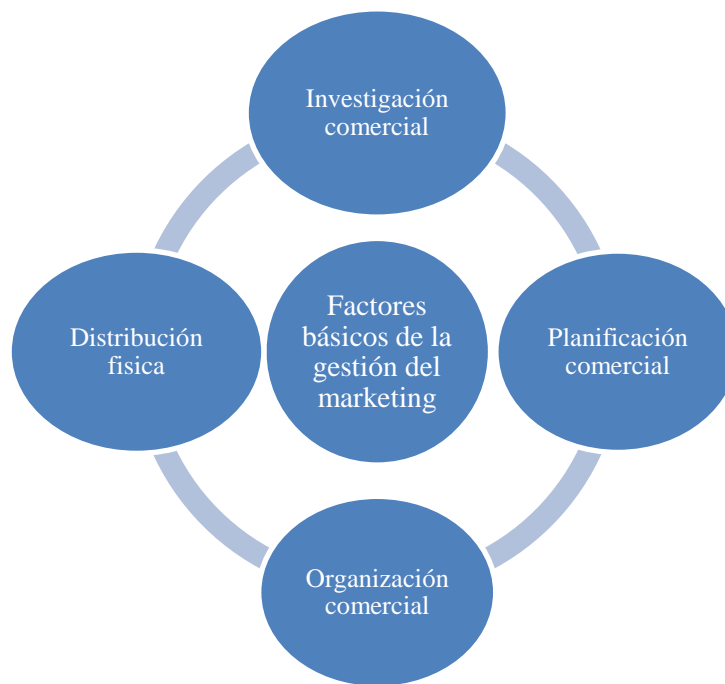 Investigación
comercial
Distribución
fisica
Factores
básicos de la
gestión del
marketing
Planificación
comercial
Organización
comercial